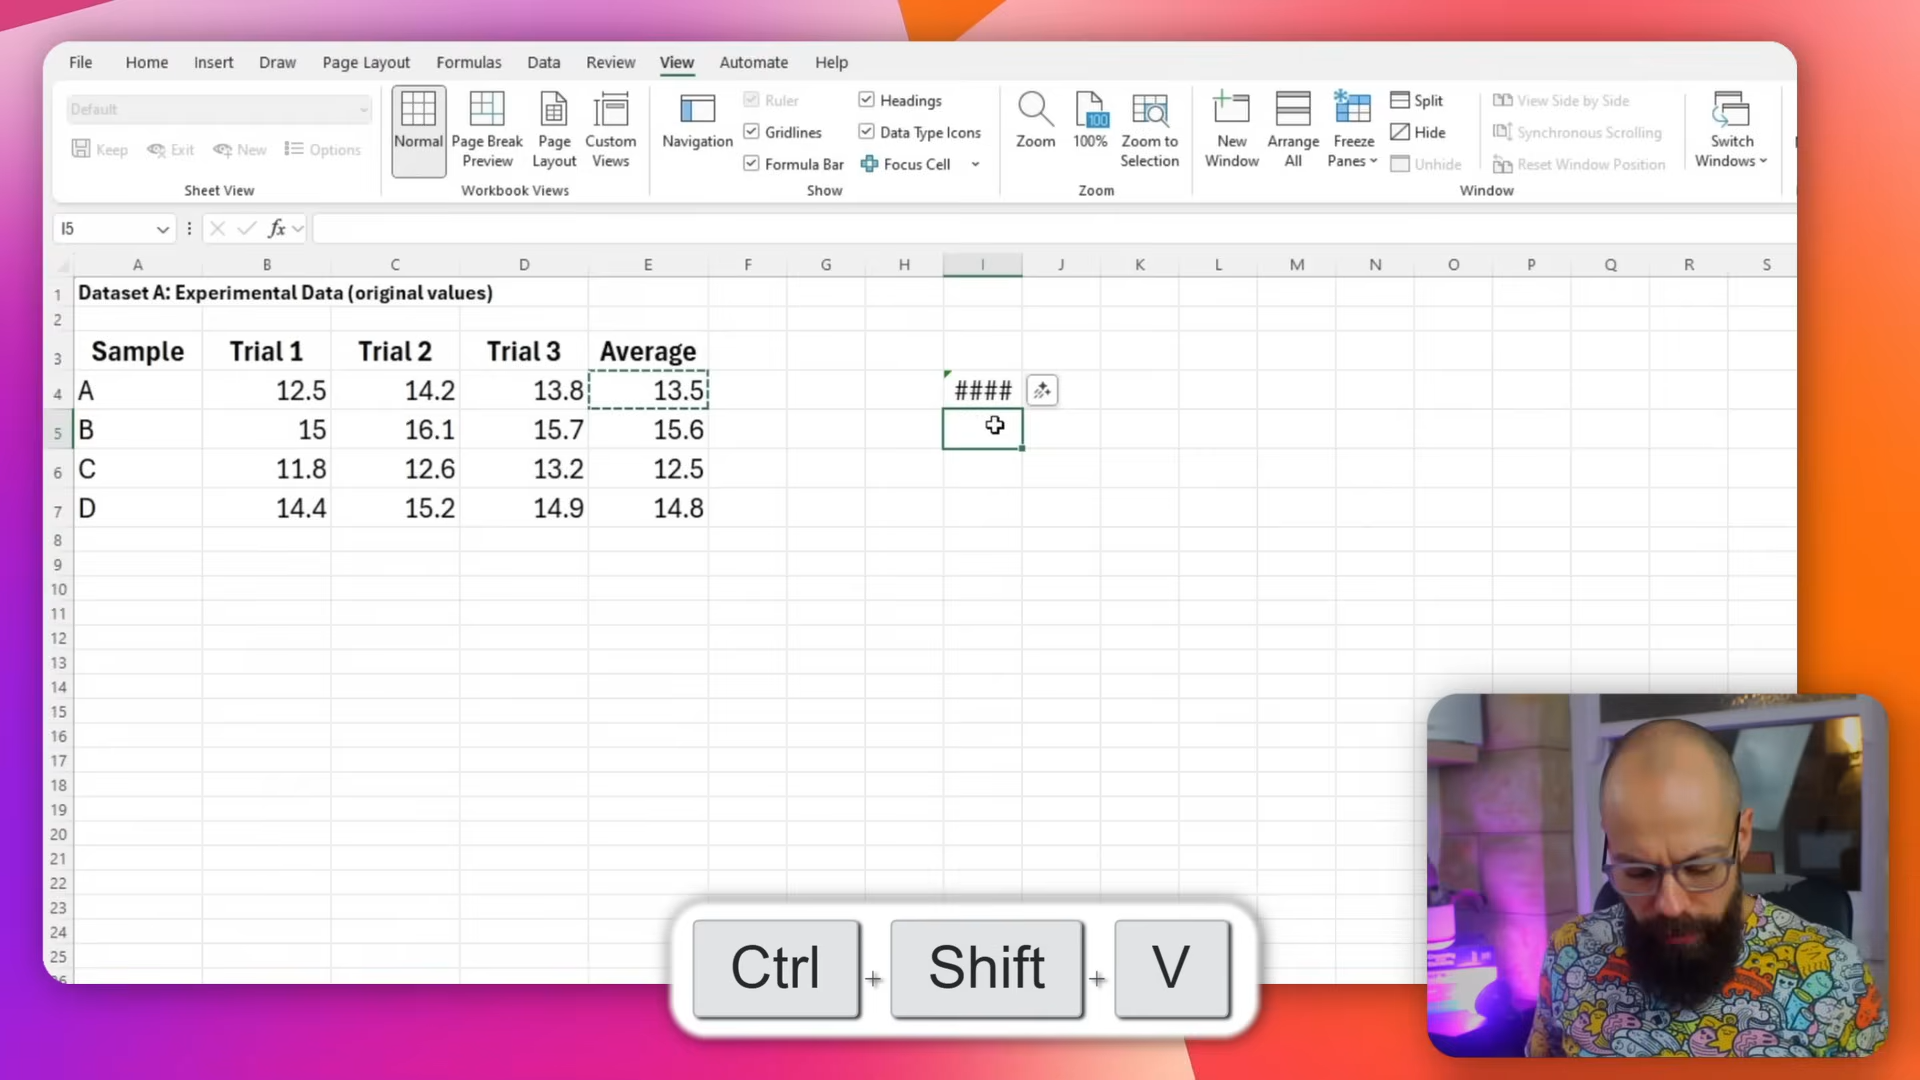 File Home Insert Draw Page Layout Formulas Data Review View Automate Help
Default
Keep Exit New Options
Sheet View
Normal
Page Break Preview
Page Layout
Custom Views
Workbook Views
Navigation
Ruler
Gridlines
Formula Bar
Headings
Data Type Icons
Focus Cell
Show
Zoom
100
100%
Zoom to Selection
Zoom
New Window
Arrange All
Freeze Panes
Split
Hide
Unhide
View Side by Side
Synchronous Scrolling
Reset Window Position
Window
Switch Windows
I5
fx
A B C D E F G H I J K L M N O P Q R S
1 Dataset A: Experimental Data (original values)
2
3 Sample Trial 1 Trial 2 Trial 3 Average
4 A 12.5 14.2 13.8 13.5 ####
5 B 15 16.1 15.7 15.6
6 C 11.8 12.6 13.2 12.5
7 D 14.4 15.2 14.9 14.8
8
9
10
11
12
13
14
15
16
17
18
19
20
21
22
23
24
25
Ctrl + Shift + V